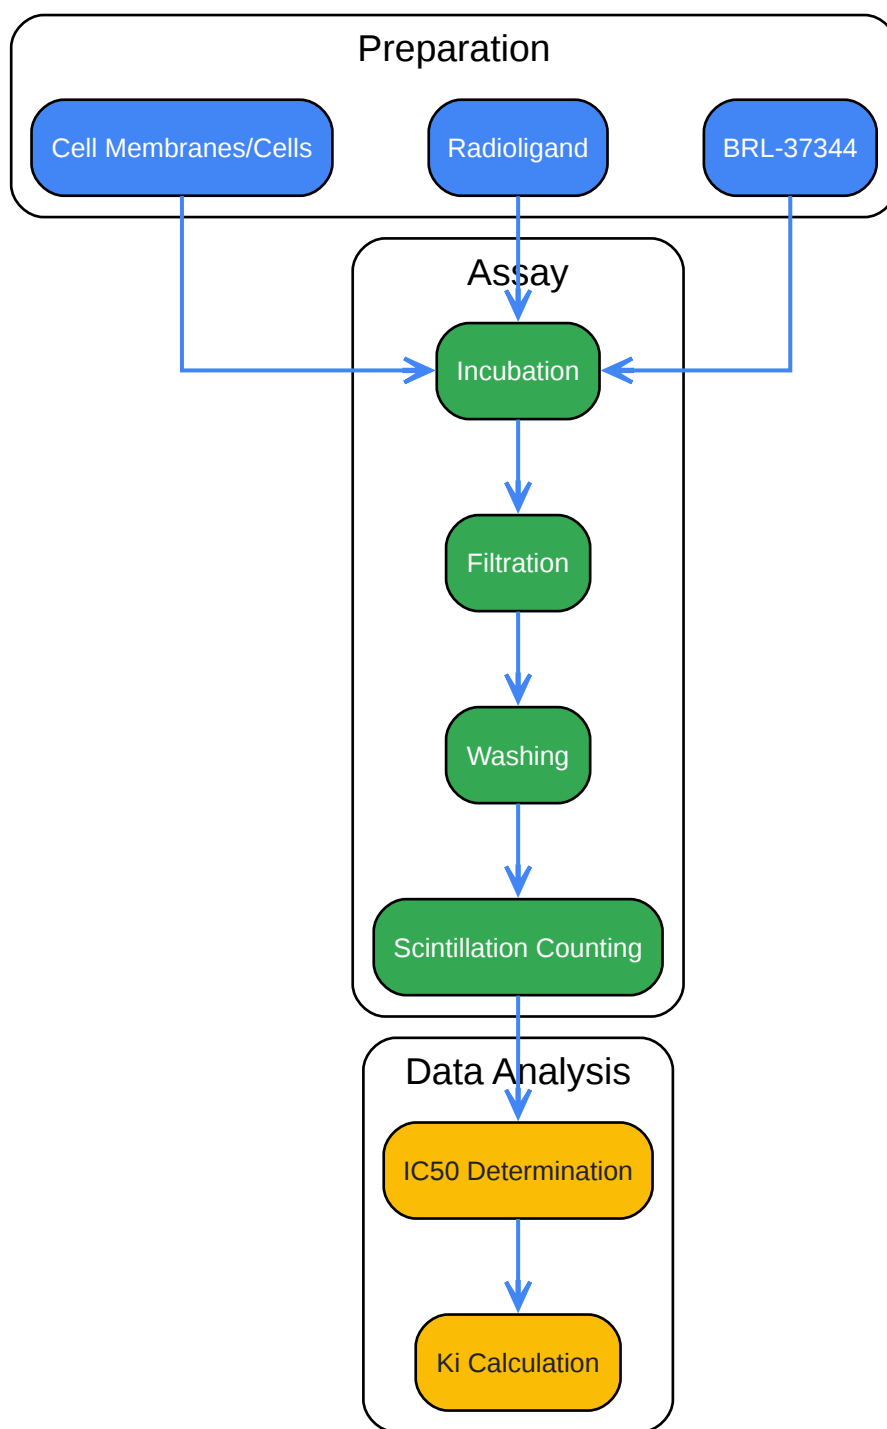 Preparation
Cell Membranes/Cells
Radioligand
BRL-37344
Assay
Incubation
Filtration
Washing
Scintillation Counting
Data Analysis
IC50 Determination
Ki Calculation